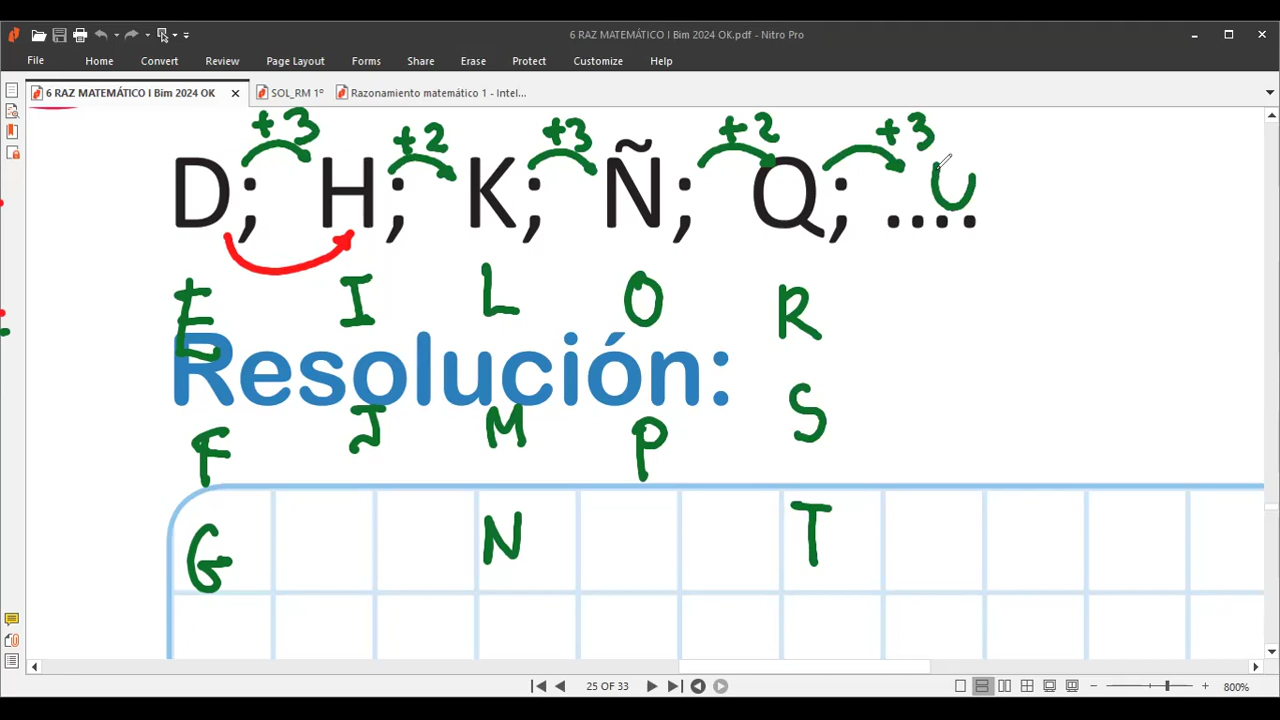 6 RAZ MATEMÁTICO I Bim 2024 OK.pdf - Nitro Pro
File Home Convert Review Page Layout Forms Share Erase Protect Customize Help
6 RAZ MATEMÁTICO I Bim 2024 OK SOL_RM 1º Razonamiento matemático 1 - Intel...
+3 +2 +3 +2 +3
D; H; K; Ñ; Q; .... U
E I L O R
Resolución:
F J M P S
G N T
25 OF 33 800%